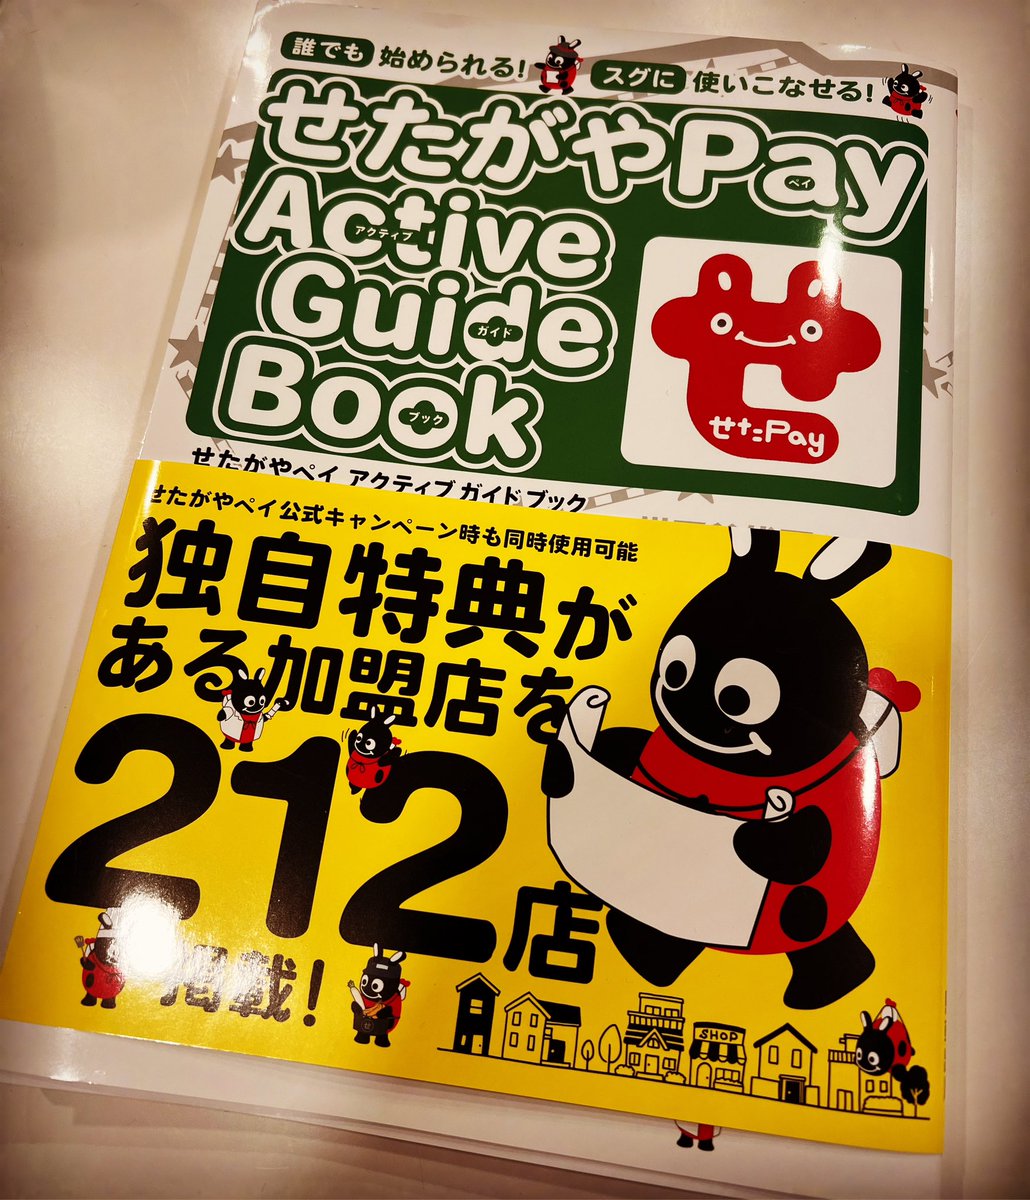 誰でも 始められる! スグに 使いこなせる!
せたがやPay
ペイ
Active
アクティブ
Guide
ガイド
Book
ブック
せたPay
せたがやペイ アクティブ ガイド ブック
せたがやペイ公式キャンペーン時も同時使用可能
独自特典が
ある加盟店を
212店
掲載!
SHOP